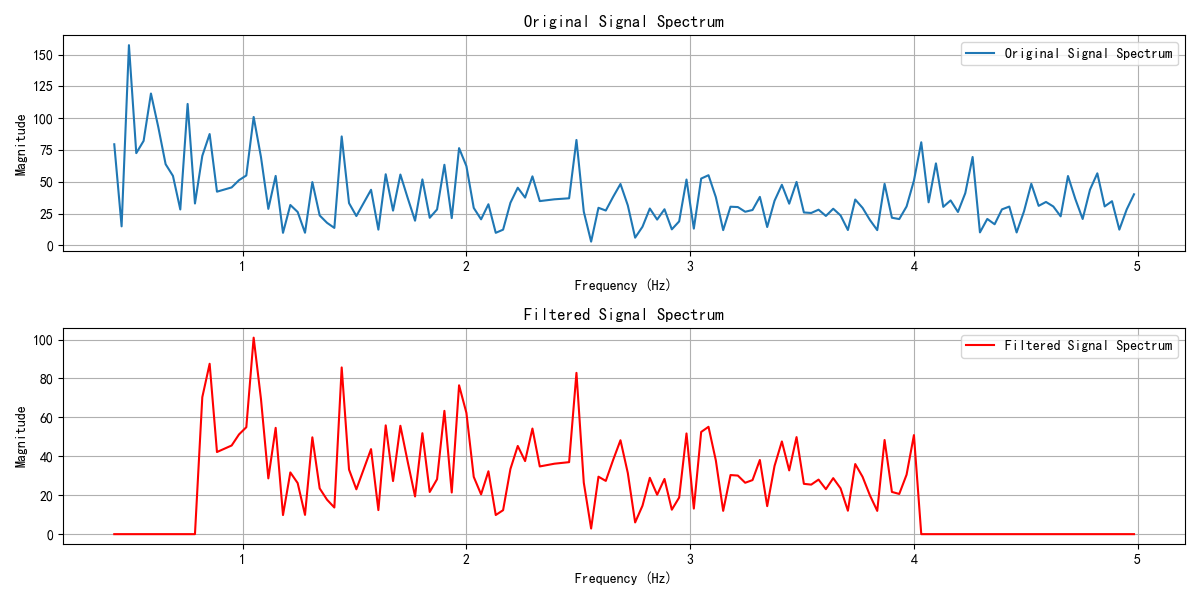 Original Signal Spectrum
Original Signal Spectrum
Magnitude
150
125
100
75
50
25
0
1 2 3 4 5
Frequency (Hz)
Filtered Signal Spectrum
Filtered Signal Spectrum
Magnitude
100
80
60
40
20
0
1 2 3 4 5
Frequency (Hz)